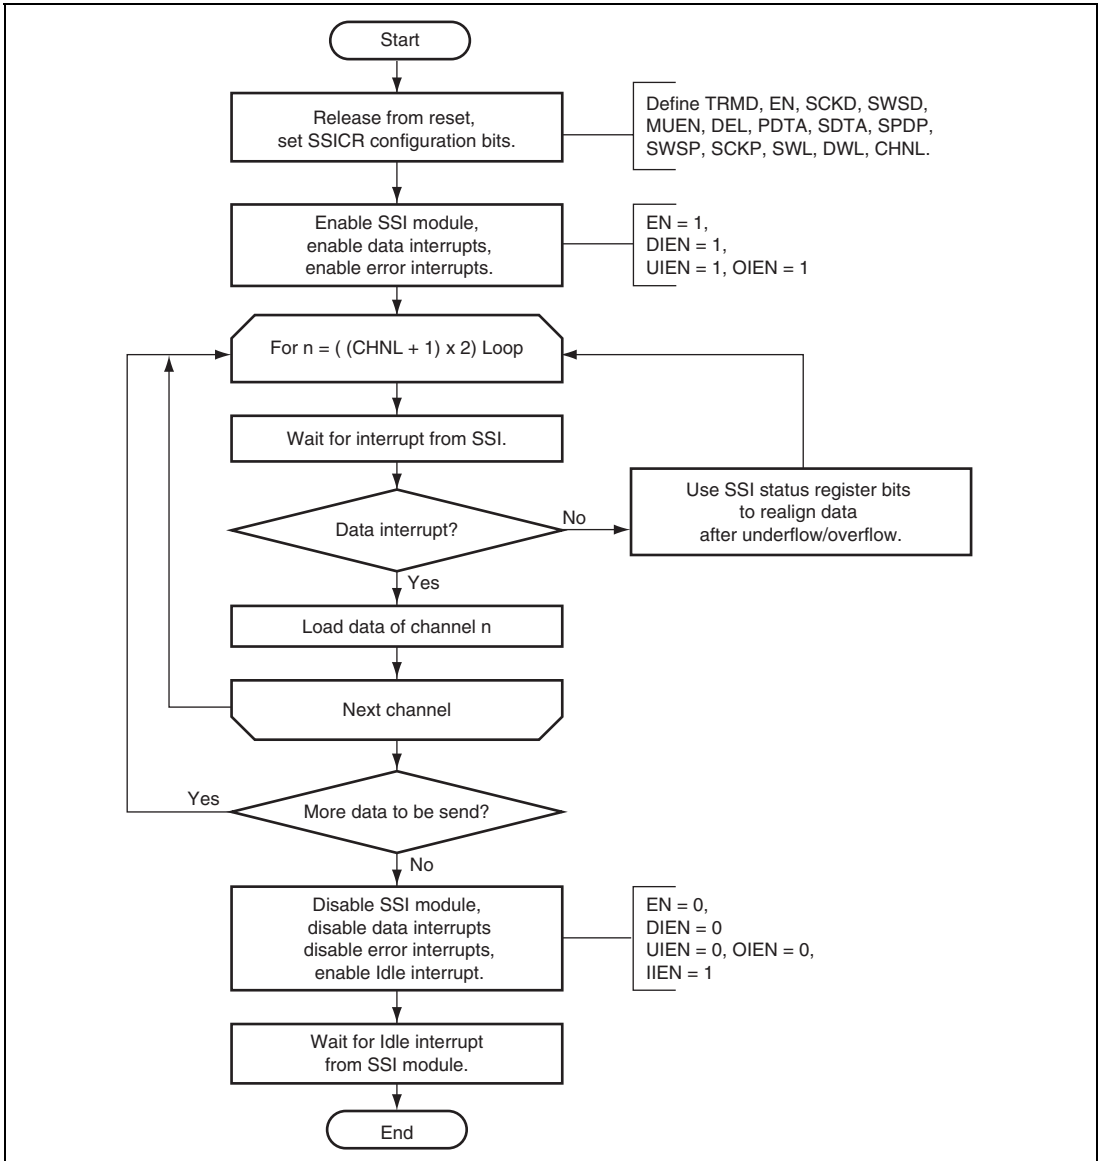 Start
Release from reset,
set SSICR configuration bits.
Define TRMD, EN, SCKD, SWSD,
MUEN, DEL, PDTA, SDTA, SPDP,
SWSP, SCKP, SWL, DWL, CHNL.
Enable SSI module,
enable data interrupts,
enable error interrupts.
EN = 1,
DIEN = 1,
UIEN = 1, OIEN = 1
For n = ( (CHNL + 1) x 2) Loop
Wait for interrupt from SSI.
Data interrupt?
No
Use SSI status register bits
to realign data
after underflow/overflow.
Yes
Load data of channel n
Next channel
Yes
More data to be send?
No
Disable SSI module,
disable data interrupts
disable error interrupts,
enable Idle interrupt.
EN = 0,
DIEN = 0
UIEN = 0, OIEN = 0,
IIEN = 1
Wait for Idle interrupt
from SSI module.
End